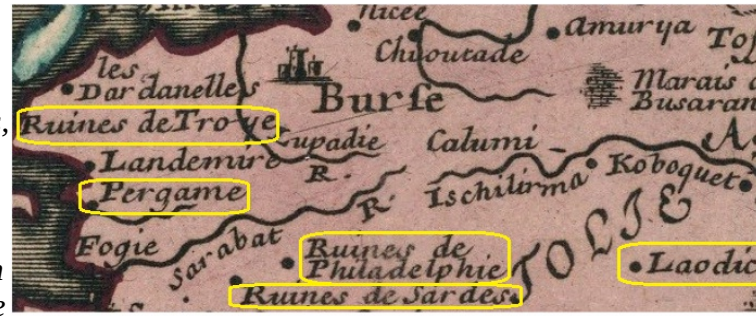 Nicee
Chioutade
Amurya
les
Dardanelles
Burse
Marais
Busaran
Ruines de Troye
Lupadie
R.
Calumi
Landemire
Koboquet
Pergame
R.
Ischilirma
TOLIE
Fogie
Sarabat
Ruines de
Philadelphie
Laodic
Ruines de Sardes